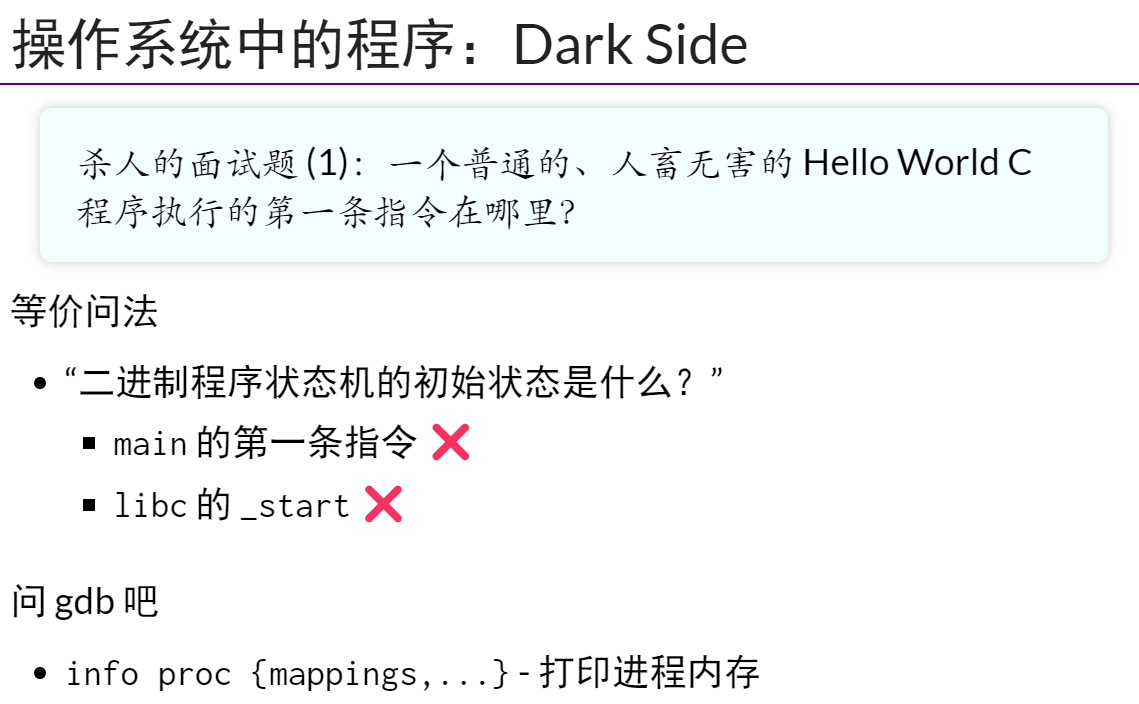 操作系统中的程序：Dark Side
杀人的面试题 (1)：一个普通的、人畜无害的 Hello World C
程序执行的第一条指令在哪里？
等价问法
“二进制程序状态机的初始状态是什么？”
main 的第一条指令 ❌
libc 的 _start ❌
问 gdb 吧
info proc {mappings,...} - 打印进程内存